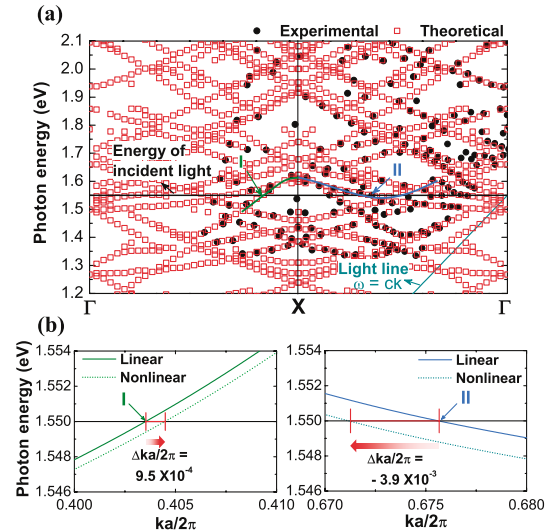 (a)
Experimental Theoretical
Photon energy (eV)
2.1
2.0
1.9
1.8
1.7
1.6
1.5
1.4
1.3
1.2
Energy of
incident light
I
II
Light line
ω = ck
Γ X Γ
(b)
Photon energy (eV)
1.554
1.552
1.550
1.548
1.546
Linear
Nonlinear
I
Δka/2π =
9.5 X10⁻⁴
0.400 0.405 0.410
ka/2π
1.554
1.552
1.550
1.548
1.546
Linear
Nonlinear
II
Δka/2π =
- 3.9 X10⁻³
0.670 0.675 0.680
ka/2π